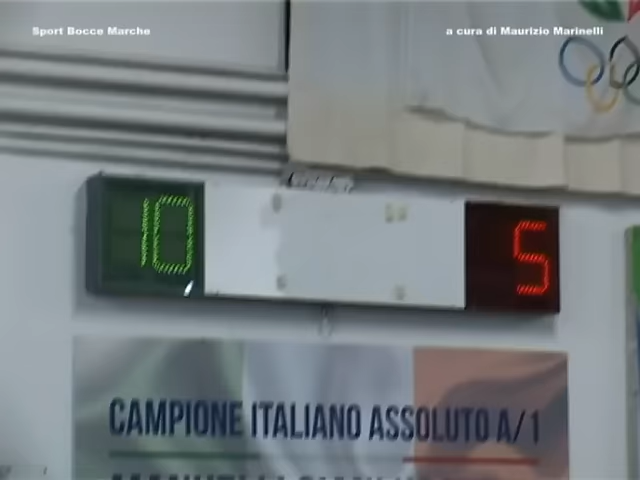 Sport Bocce Marche
a cura di Maurizio Marinelli
10
5
CAMPIONE ITALIANO ASSOLUTO A/1